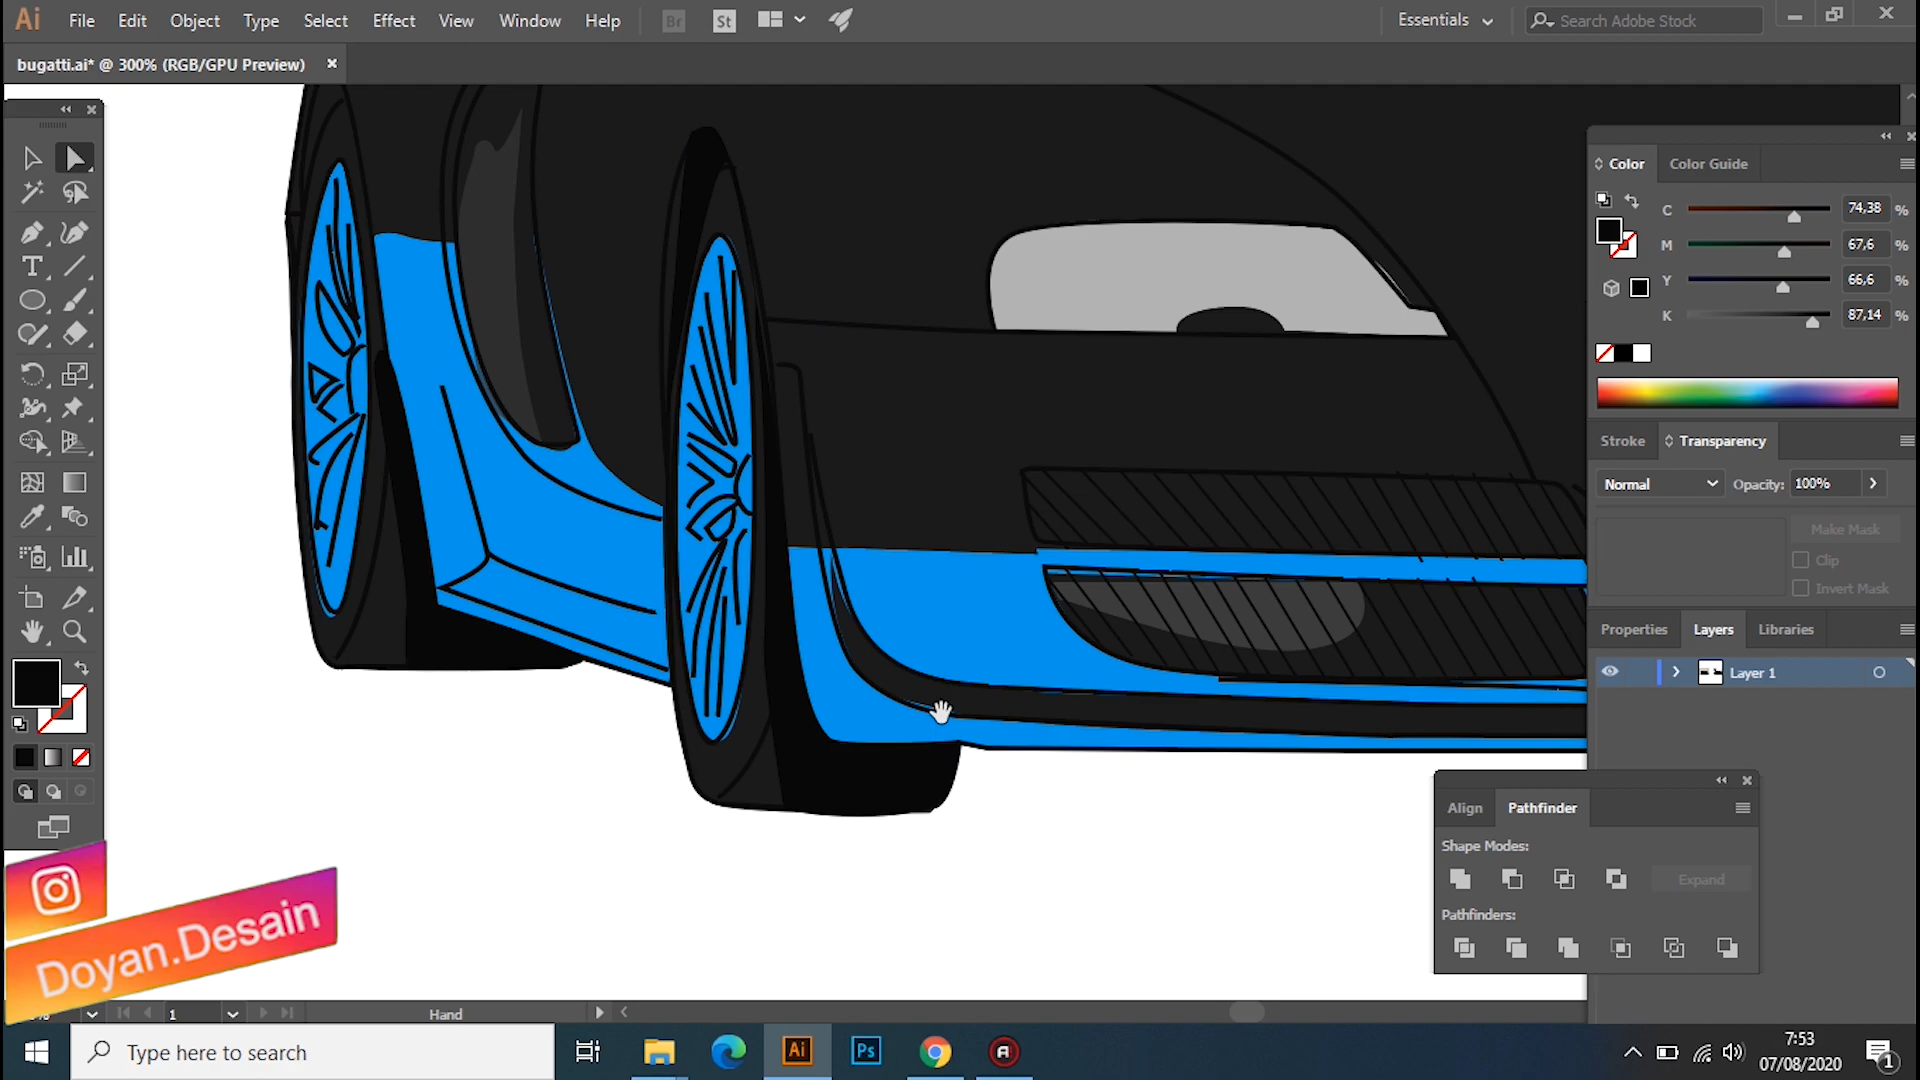 Ai File Edit Object Type Select Effect View Window Help Br St Essentials Search Adobe Stock
bugatti.ai* @ 300% (RGB/GPU Preview)
Color Color Guide
C 74,38 %
M 67,6 %
Y 66,6 %
K 87,14 %
Stroke Transparency
Normal Opacity: 100%
Make Mask
Clip
Invert Mask
Properties Layers Libraries
Layer 1
Align Pathfinder
Shape Modes:
Expand
Pathfinders:
Doyan.Desain
1 Hand
Type here to search
Ai Ps
7:53
07/08/2020
1